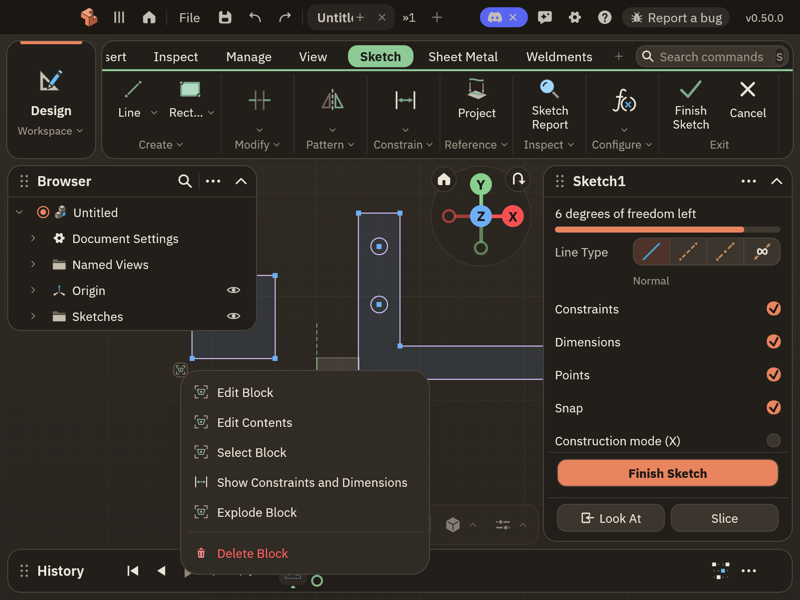 File
Untitl
»1
Report a bug
v0.50.0
Design
Workspace
sert
Inspect
Manage
View
Sketch
Sheet Metal
Weldments
Search commands
S
Line
Rect...
Create
Modify
Pattern
Constrain
Project
Reference
Sketch
Report
Inspect
Configure
Finish
Sketch
Cancel
Exit
Browser
Untitled
Document Settings
Named Views
Origin
Sketches
Y
Z
X
Sketch1
6 degrees of freedom left
Line Type
Normal
Constraints
Dimensions
Points
Snap
Construction mode (X)
Finish Sketch
Look At
Slice
Edit Block
Edit Contents
Select Block
Show Constraints and Dimensions
Explode Block
Delete Block
History